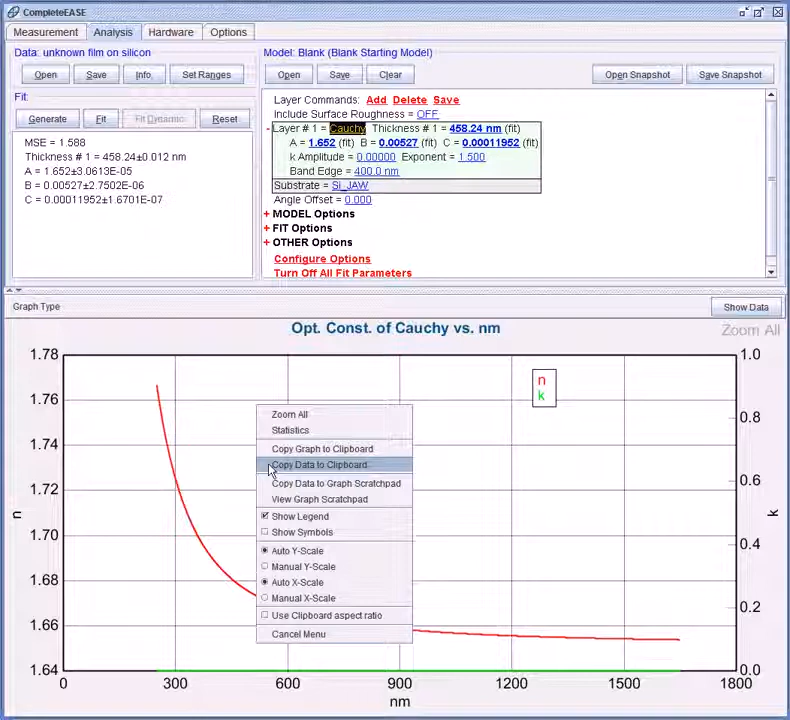 CompleteEASE
Measurement Analysis Hardware Options
Data: unknown film on silicon
Open Save Info Set Ranges
Fit:
Generate Fit Fit Dynamic Reset
MSE = 1.588
Thickness # 1 = 458.24±0.012 nm
A = 1.652±3.0613E-05
B = 0.00527±2.7502E-06
C = 0.00011952±1.6701E-07
Model: Blank (Blank Starting Model)
Open Save Clear Open Snapshot Save Snapshot
Layer Commands: Add Delete Save
Include Surface Roughness = OFF
- Layer # 1 = Cauchy Thickness # 1 = 458.24 nm (fit)
A = 1.652 (fit) B = 0.00527 (fit) C = 0.00011952 (fit)
k Amplitude = 0.00000 Exponent = 1.500
Band Edge = 400.0 nm
Substrate = Si_JAW
Angle Offset = 0.000
+ MODEL Options
+ FIT Options
+ OTHER Options
Configure Options
Turn Off All Fit Parameters
Graph Type Show Data
Opt. Const. of Cauchy vs. nm
Zoom All
1.78
1.76
1.74
1.72
1.70
1.68
1.66
1.64
n
n
k
Zoom All
Statistics
Copy Graph to Clipboard
Copy Data to Clipboard
Copy Data to Graph Scratchpad
View Graph Scratchpad
Show Legend
Show Symbols
Auto Y-Scale
Manual Y-Scale
Auto X-Scale
Manual X-Scale
Use Clipboard aspect ratio
Cancel Menu
1.0
0.8
0.6
0.4
0.2
0.0
k
0 300 600 900 1200 1500 1800
nm